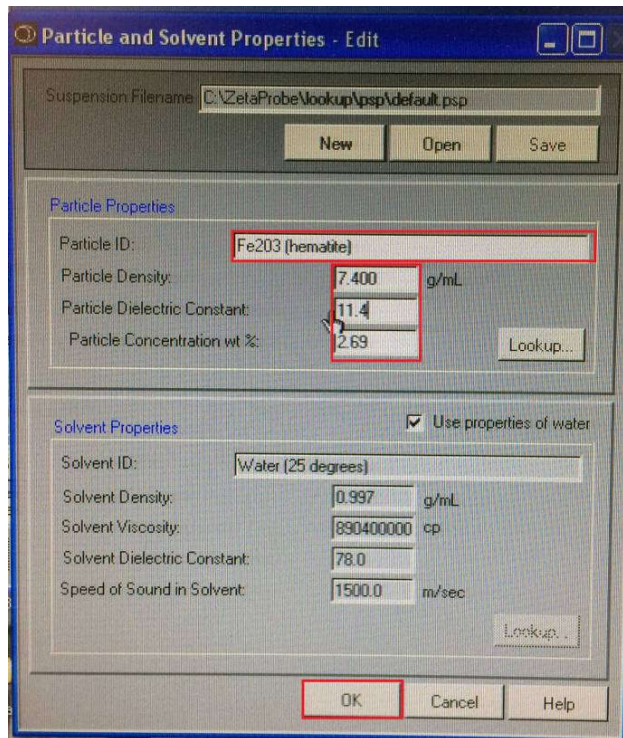 Particle and Solvent Properties - Edit
Suspension Filename C:\ZetaProbe\lookup\psp\default.psp
New Open Save
Particle Properties
Particle ID: Fe203 (hematite)
Particle Density: 7.400 g/mL
Particle Dielectric Constant: 11.4
Particle Concentration wt %: 2.69 Lookup...
Solvent Properties Use properties of water
Solvent ID: Water (25 degrees)
Solvent Density: 0.997 g/mL
Solvent Viscosity: 890400000 cp
Solvent Dielectric Constant: 78.0
Speed of Sound in Solvent: 1500.0 m/sec
Lookup...
OK Cancel Help